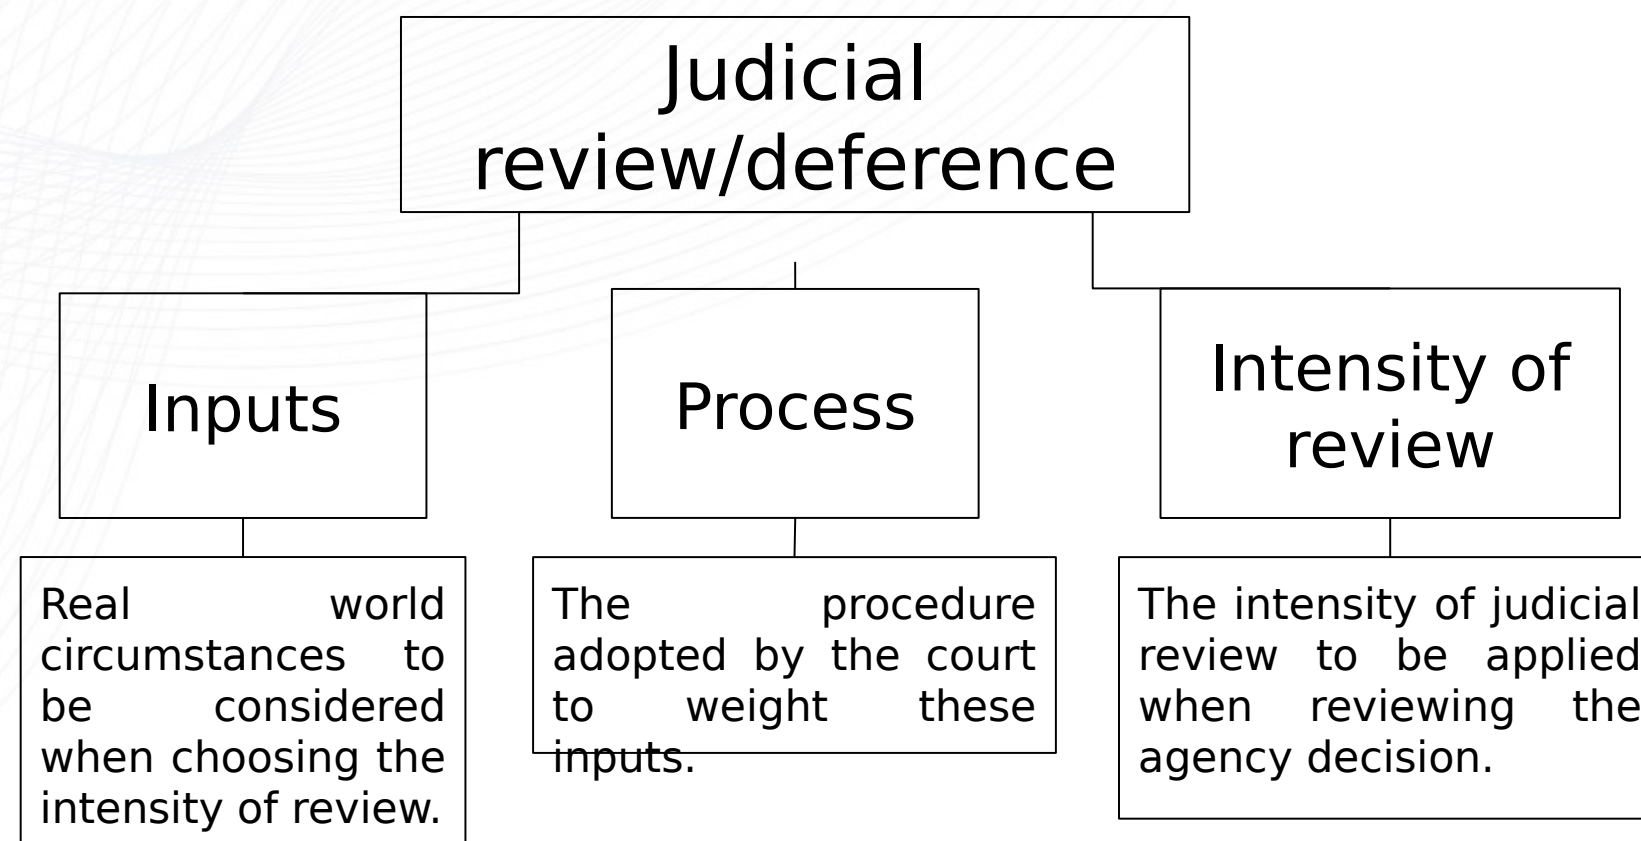 Judicial
review/deference
Inputs
Process
Intensity of
review
Real world
circumstances to
be considered
when choosing the
intensity of review.
The procedure
adopted by the court
to weight these
inputs.
The intensity of judicial
review to be applied
when reviewing the
agency decision.